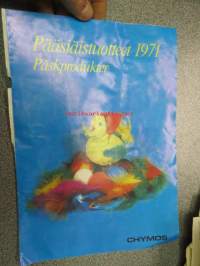 Pääsiäistuotteet 1971
Påskprodukter
CHYMOS